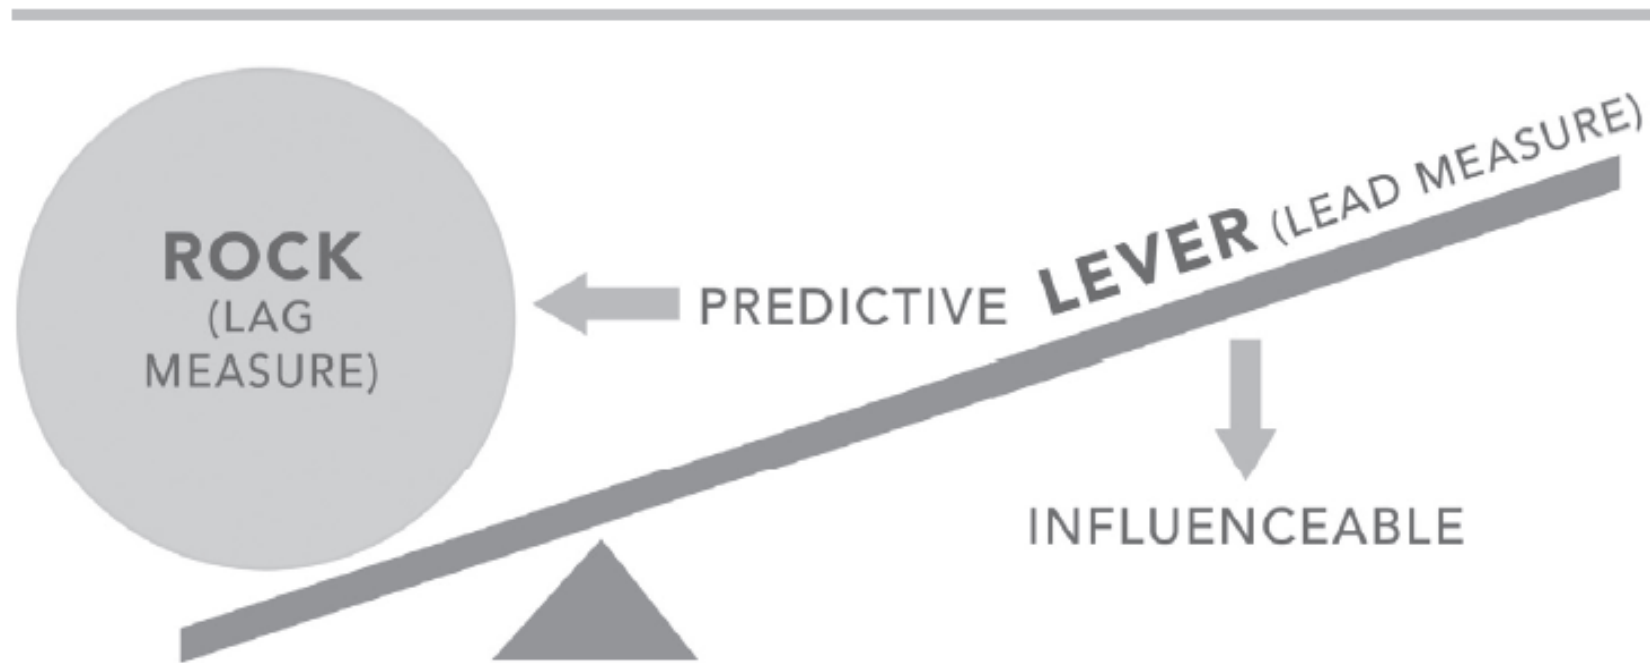 ROCK
(LAG
MEASURE)
PREDICTIVE
LEVER (LEAD MEASURE)
INFLUENCEABLE